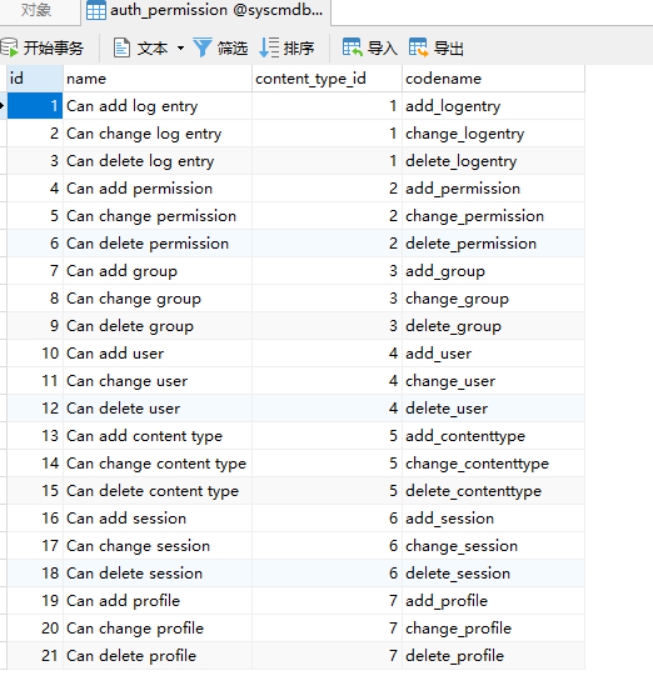 对象 auth_permission @syscmdb...
开始事务 文本 筛选 排序 导入 导出
id name content_type_id codename
1 Can add log entry 1 add_logentry
2 Can change log entry 1 change_logentry
3 Can delete log entry 1 delete_logentry
4 Can add permission 2 add_permission
5 Can change permission 2 change_permission
6 Can delete permission 2 delete_permission
7 Can add group 3 add_group
8 Can change group 3 change_group
9 Can delete group 3 delete_group
10 Can add user 4 add_user
11 Can change user 4 change_user
12 Can delete user 4 delete_user
13 Can add content type 5 add_contenttype
14 Can change content type 5 change_contenttype
15 Can delete content type 5 delete_contenttype
16 Can add session 6 add_session
17 Can change session 6 change_session
18 Can delete session 6 delete_session
19 Can add profile 7 add_profile
20 Can change profile 7 change_profile
21 Can delete profile 7 delete_profile